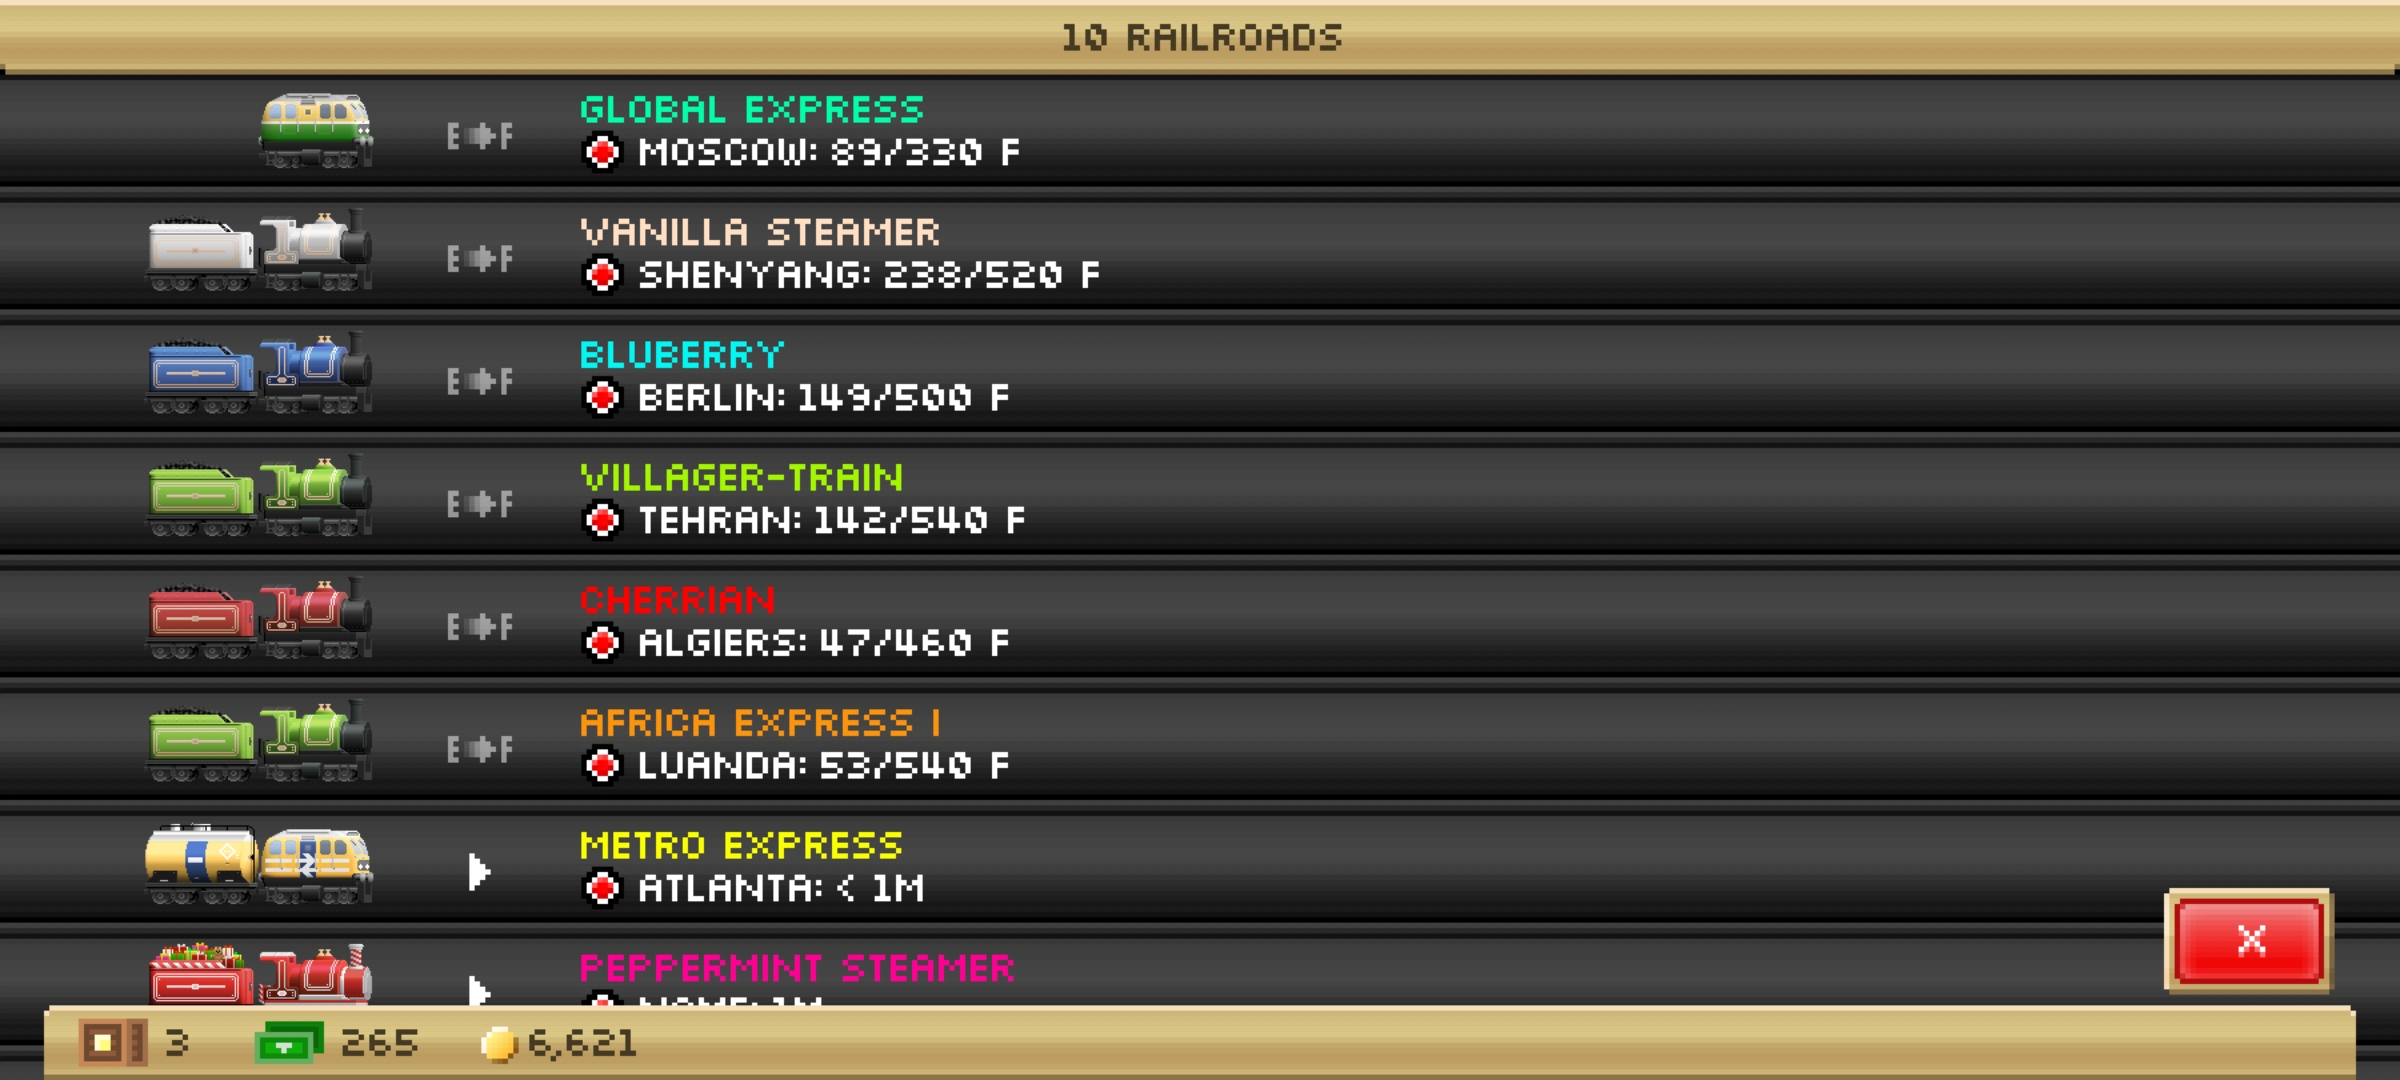 10 RAILROADS
E F GLOBAL EXPRESS
MOSCOW: 89/330 F
E F VANILLA STEAMER
SHENYANG: 238/520 F
E F BLUBERRY
BERLIN: 149/500 F
E F VILLAGER-TRAIN
TEHRAN: 142/540 F
E F CHERRIAN
ALGIERS: 47/460 F
E F AFRICA EXPRESS I
LUANDA: 53/540 F
METRO EXPRESS
ATLANTA: < 1M
PEPPERMINT STEAMER
X
3 265 6,621